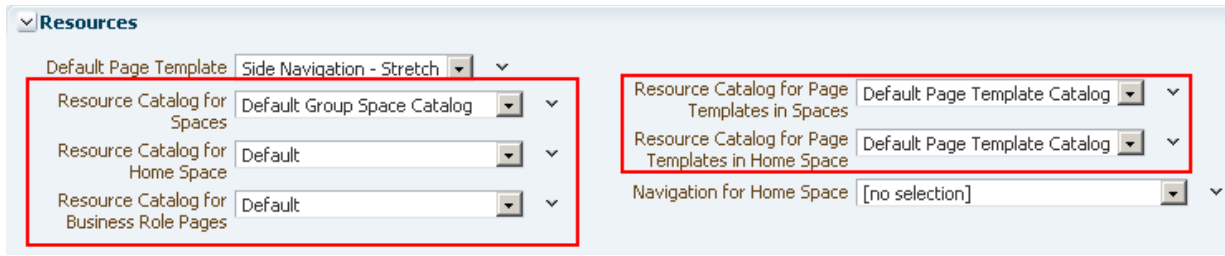 Resources
Default Page Template Side Navigation - Stretch
Resource Catalog for
Spaces
Default Group Space Catalog
Resource Catalog for
Home Space
Default
Resource Catalog for
Business Role Pages
Default
Resource Catalog for Page
Templates in Spaces
Default Page Template Catalog
Resource Catalog for Page
Templates in Home Space
Default Page Template Catalog
Navigation for Home Space [no selection]